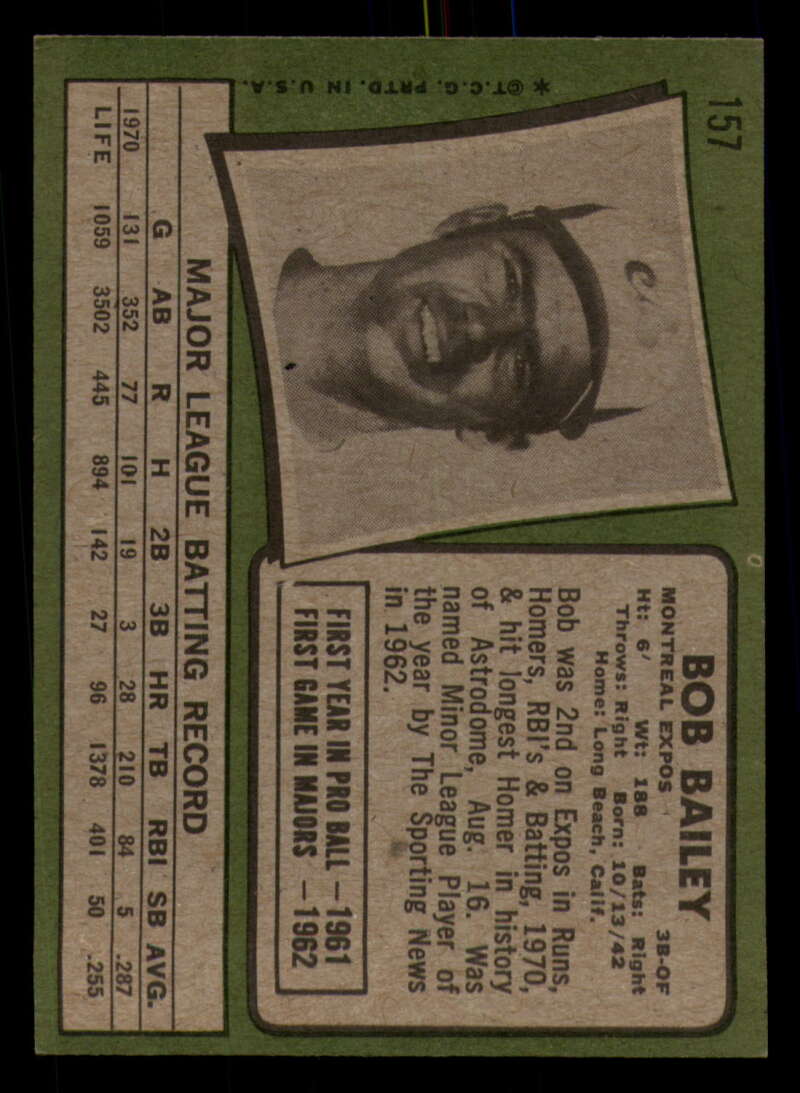 157
*©T.C.G. PRTD. IN U.S.A.
BOB BAILEY
MONTREAL EXPOS 3B-OF
Ht: 6' Wt: 188 Bats: Right
Throws: Right Born: 10/13/42
Home: Long Beach, Calif.
Bob was 2nd on Expos in Runs,
Homers, RBI's & Batting, 1970,
& hit longest Homer in history
of Astrodome, Aug. 16. Was
named Minor League Player of
the year by The Sporting News
in 1962.
FIRST YEAR IN PRO BALL—1961
FIRST GAME IN MAJORS —1962
MAJOR LEAGUE BATTING RECORD
G AB R H 2B 3B HR TB RBI SB AVG.
1970 131 352 77 101 19 3 28 210 84 5 .287
LIFE 1059 3502 445 894 142 27 96 1378 401 50 .255